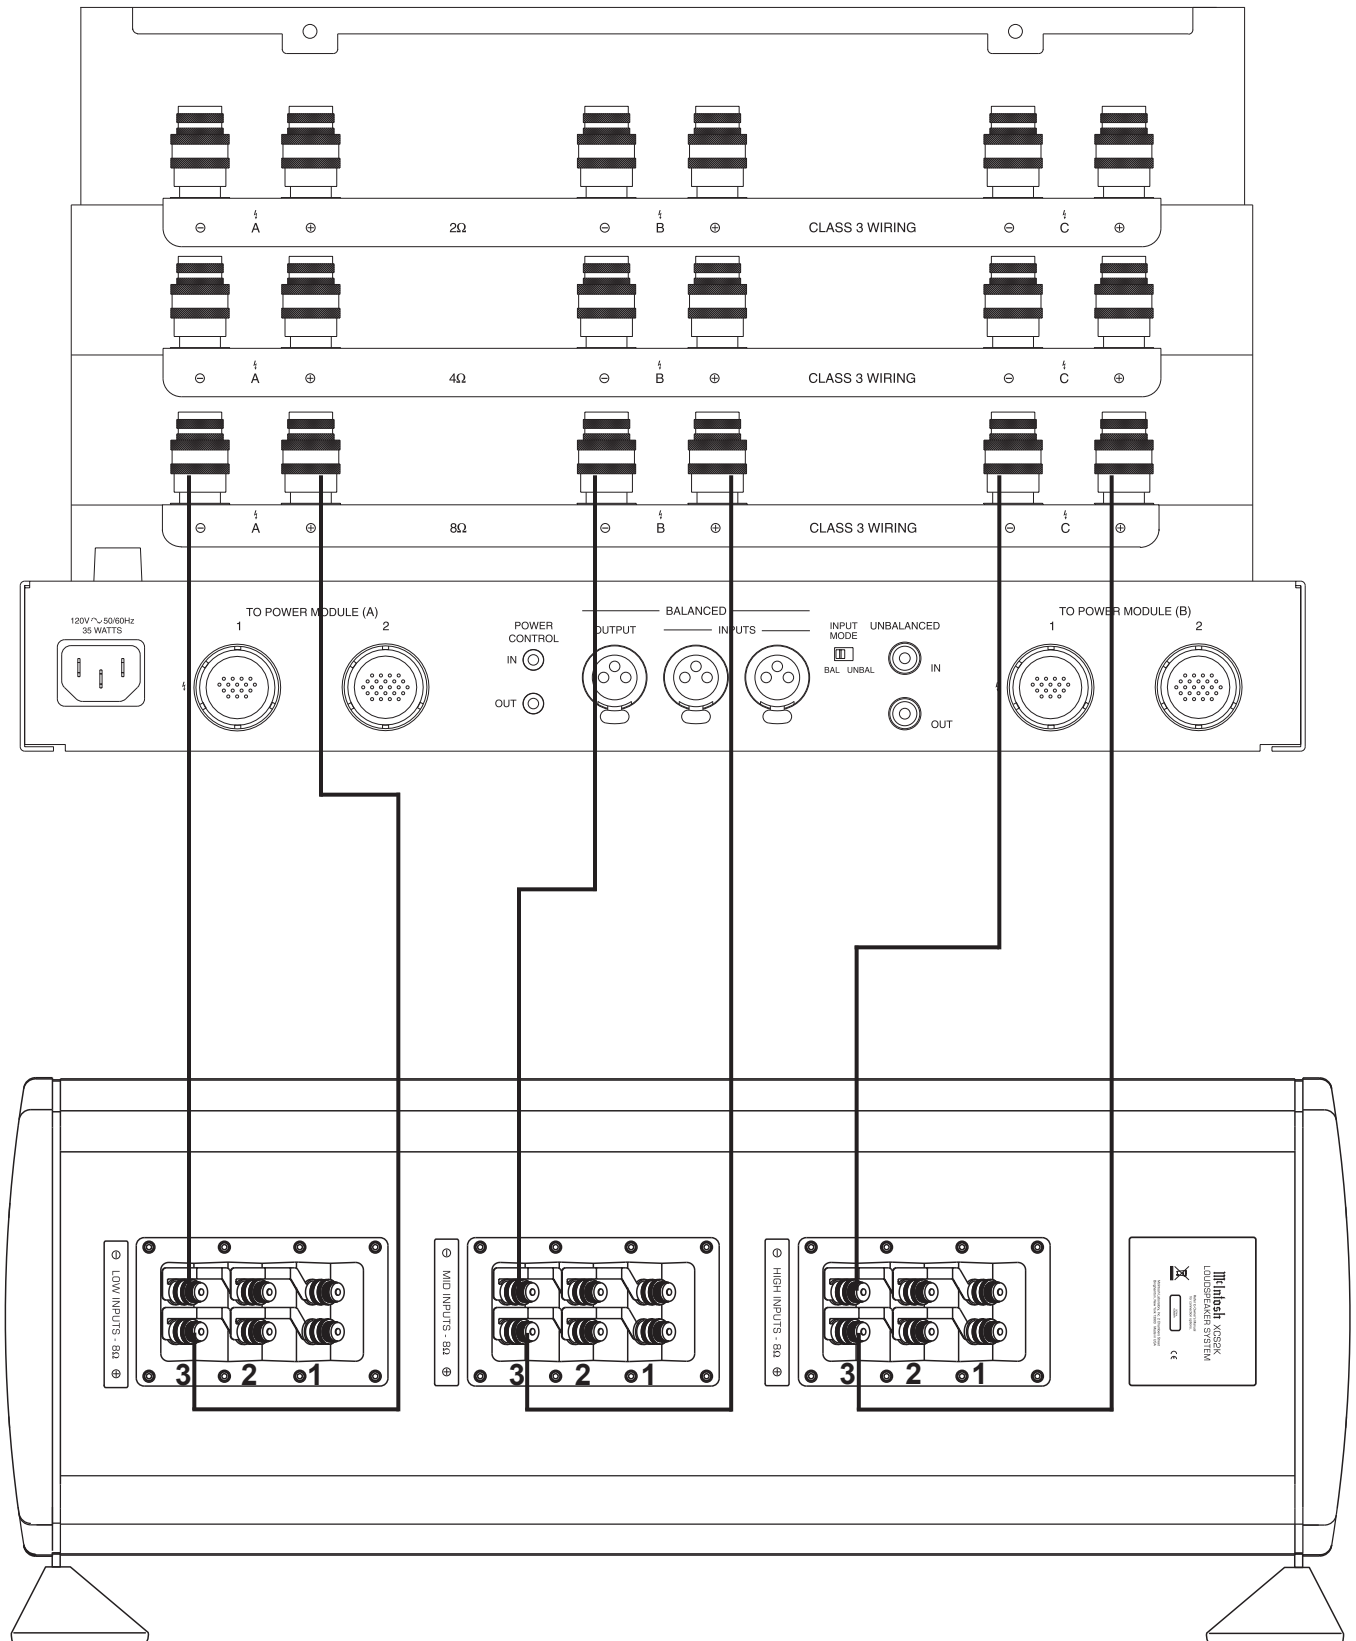 ⊖ A ⊕ 2Ω ⊖ B ⊕ CLASS 3 WIRING ⊖ C ⊕
⊖ A ⊕ 4Ω ⊖ B ⊕ CLASS 3 WIRING ⊖ C ⊕
⊖ A ⊕ 8Ω ⊖ B ⊕ CLASS 3 WIRING ⊖ C ⊕
120V ~ 50/60Hz
35 WATTS
TO POWER MODULE (A)
1 2
POWER
CONTROL
IN
OUT
BALANCED
OUTPUT INPUTS
INPUT
MODE
BAL UNBAL
UNBALANCED
IN
OUT
TO POWER MODULE (B)
1 2
⊖ LOW INPUTS - 8Ω ⊕
3 2 1
⊖ MID INPUTS - 8Ω ⊕
3 2 1
⊖ HIGH INPUTS - 8Ω ⊕
3 2 1
McIntosh XCS2K
LOUDSPEAKER SYSTEM
CE